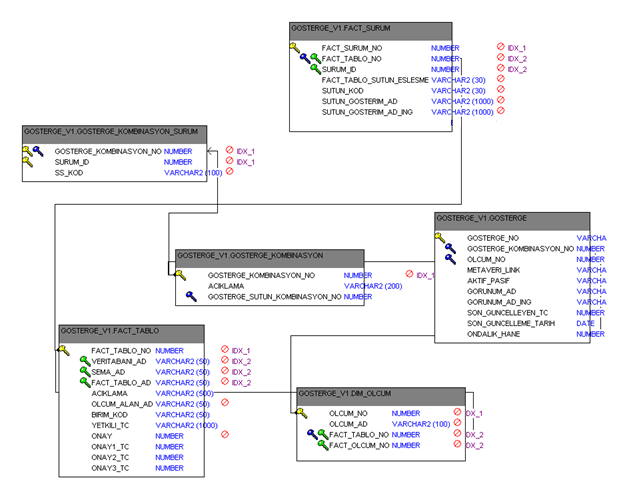 GOSTERGE_V1.FACT_SURUM
FACT_SURUM_NO NUMBER IDX_1
FACT_TABLO_NO NUMBER IDX_2
SURUM_ID NUMBER IDX_2
FACT_TABLO_SUTUN_ESLESME VARCHAR2 (30)
SUTUN_KOD VARCHAR2 (30)
SUTUN_GOSTERIM_AD VARCHAR2 (1000)
SUTUN_GOSTERIM_AD_ING VARCHAR2 (1000)
GOSTERGE_V1.GOSTERGE_KOMBINASYON_SURUM
GOSTERGE_KOMBINASYON_NO NUMBER IDX_1
SURUM_ID NUMBER IDX_1
SS_KOD VARCHAR2 (100)
GOSTERGE_V1.GOSTERGE
GOSTERGE_NO VARCHA
GOSTERGE_KOMBINASYON_NO NUMBER
OLCUM_NO NUMBER
METAVERI_LINK VARCHA
AKTIF_PASIF VARCHA
GORUNUM_AD VARCHA
GORUNUM_AD_ING VARCHA
SON_GUNCELLEYEN_TC NUMBER
SON_GUNCELLEME_TARIH DATE
ONDALIK_HANE NUMBER
GOSTERGE_V1.GOSTERGE_KOMBINASYON
GOSTERGE_KOMBINASYON_NO NUMBER IDX_1
ACIKLAMA VARCHAR2 (200)
GOSTERGE_SUTUN_KOMBINASYON_NO NUMBER
GOSTERGE_V1.FACT_TABLO
FACT_TABLO_NO NUMBER IDX_1
VERITABANI_AD VARCHAR2 (50) IDX_2
SEMA_AD VARCHAR2 (50) IDX_2
FACT_TABLO_AD VARCHAR2 (50) IDX_2
ACIKLAMA VARCHAR2 (500)
OLCUM_ALAN_AD VARCHAR2 (50)
BIRIM_KOD VARCHAR2 (500)
YETKILI_TC VARCHAR2 (1000)
ONAY NUMBER
ONAY1_TC NUMBER
ONAY2_TC NUMBER
ONAY3_TC NUMBER
GOSTERGE_V1.DIM_OLCUM
OLCUM_NO NUMBER IDX_1
OLCUM_AD VARCHAR2 (100)
FACT_TABLO_NO NUMBER IDX_2
FACT_OLCUM_NO NUMBER IDX_2